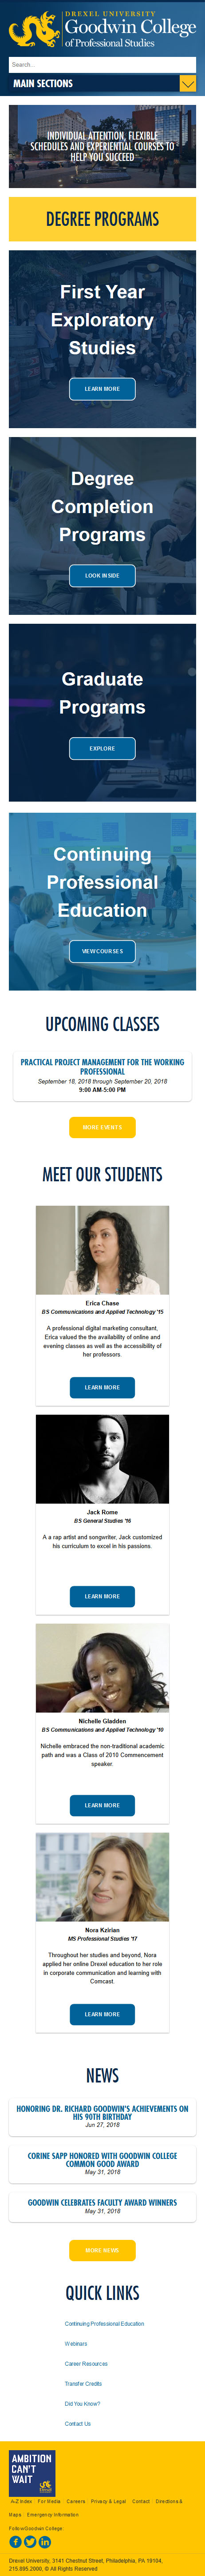 DREXEL UNIVERSITY
Goodwin College
of Professional Studies
Search...
MAIN SECTIONS
INDIVIDUAL ATTENTION, FLEXIBLE
SCHEDULES AND EXPERIENTIAL COURSES TO
HELP YOU SUCCEED
DEGREE PROGRAMS
First Year
Exploratory
Studies
LEARN MORE
Degree
Completion
Programs
LOOK INSIDE
Graduate
Programs
EXPLORE
Continuing
Professional
Education
VIEW COURSES
UPCOMING CLASSES
PRACTICAL PROJECT MANAGEMENT FOR THE WORKING
PROFESSIONAL
September 18, 2018 through September 20, 2018
9:00 AM-5:00 PM
MORE EVENTS
MEET OUR STUDENTS
Erica Chase
BS Communications and Applied Technology '15
A professional digital marketing consultant,
Erica valued the the availability of online and
evening classes as well as the accessibility of
her professors.
LEARN MORE
Jack Rome
BS General Studies '16
A a rap artist and songwriter, Jack customized
his curriculum to excel in his passions.
LEARN MORE
Nichelle Gladden
BS Communications and Applied Technology '10
Nichelle embraced the non-traditional academic
path and was a Class of 2010 Commencement
speaker.
LEARN MORE
Nora Kzirian
MS Professional Studies '17
Throughout her studies and beyond, Nora
applied her online Drexel education to her role
in corporate communication and learning with
Comcast.
LEARN MORE
NEWS
HONORING DR. RICHARD GOODWIN'S ACHIEVEMENTS ON
HIS 90TH BIRTHDAY
Jun 27, 2018
CORINE SAPP HONORED WITH GOODWIN COLLEGE
COMMON GOOD AWARD
May 31, 2018
GOODWIN CELEBRATES FACULTY AWARD WINNERS
May 31, 2018
MORE NEWS
QUICK LINKS
Continuing Professional Education
Webinars
Career Resources
Transfer Credits
Did You Know?
Contact Us
AMBITION
CAN'T
WAIT
A-Z Index For Media Careers Privacy & Legal Contact Directions &
Maps Emergency Information
Follow Goodwin College:
Drexel University, 3141 Chestnut Street, Philadelphia, PA 19104,
215.895.2000, © All Rights Reserved